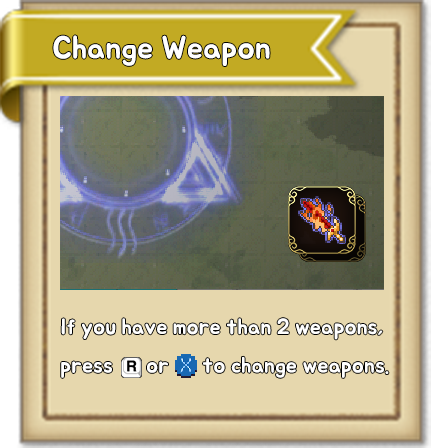 Change Weapon
If you have more than 2 weapons,
press R or X to change weapons.